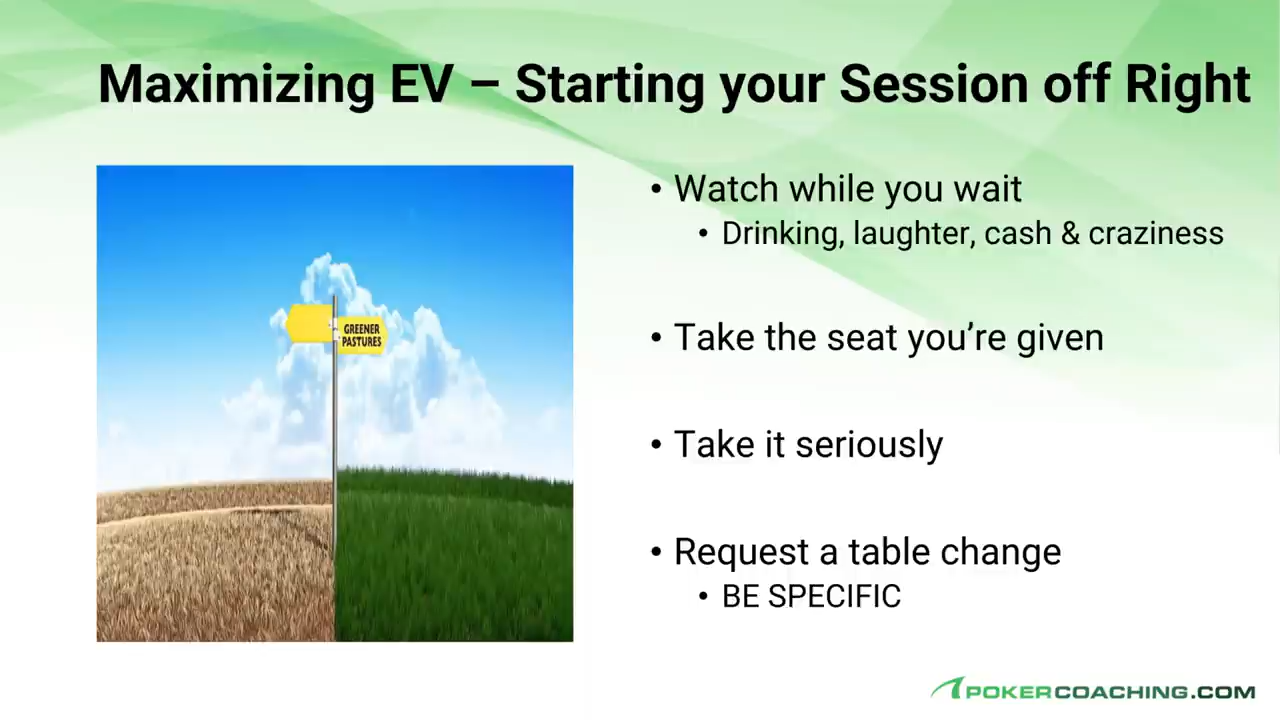 Maximizing EV – Starting your Session off Right
GREENER
PASTURES
• Watch while you wait
• Drinking, laughter, cash & craziness
• Take the seat you're given
• Take it seriously
• Request a table change
• BE SPECIFIC
POKERCOACHING.COM